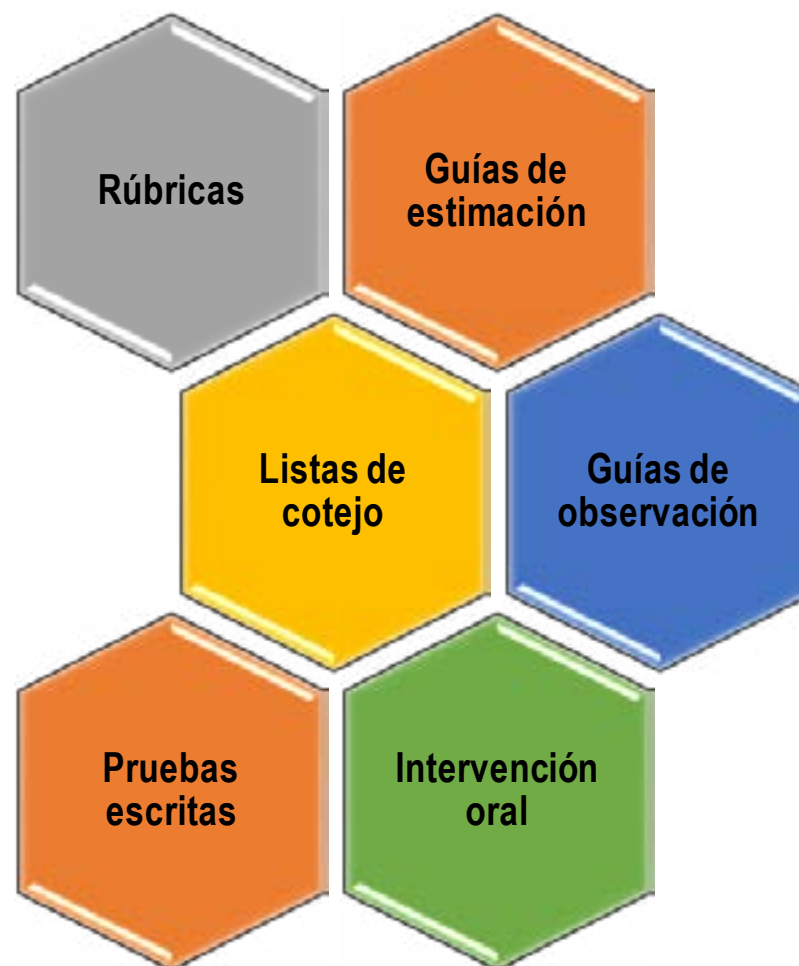 Rúbricas
Guías de
estimación
Listas de
cotejo
Guías de
observación
Pruebas
escritas
Intervención
oral